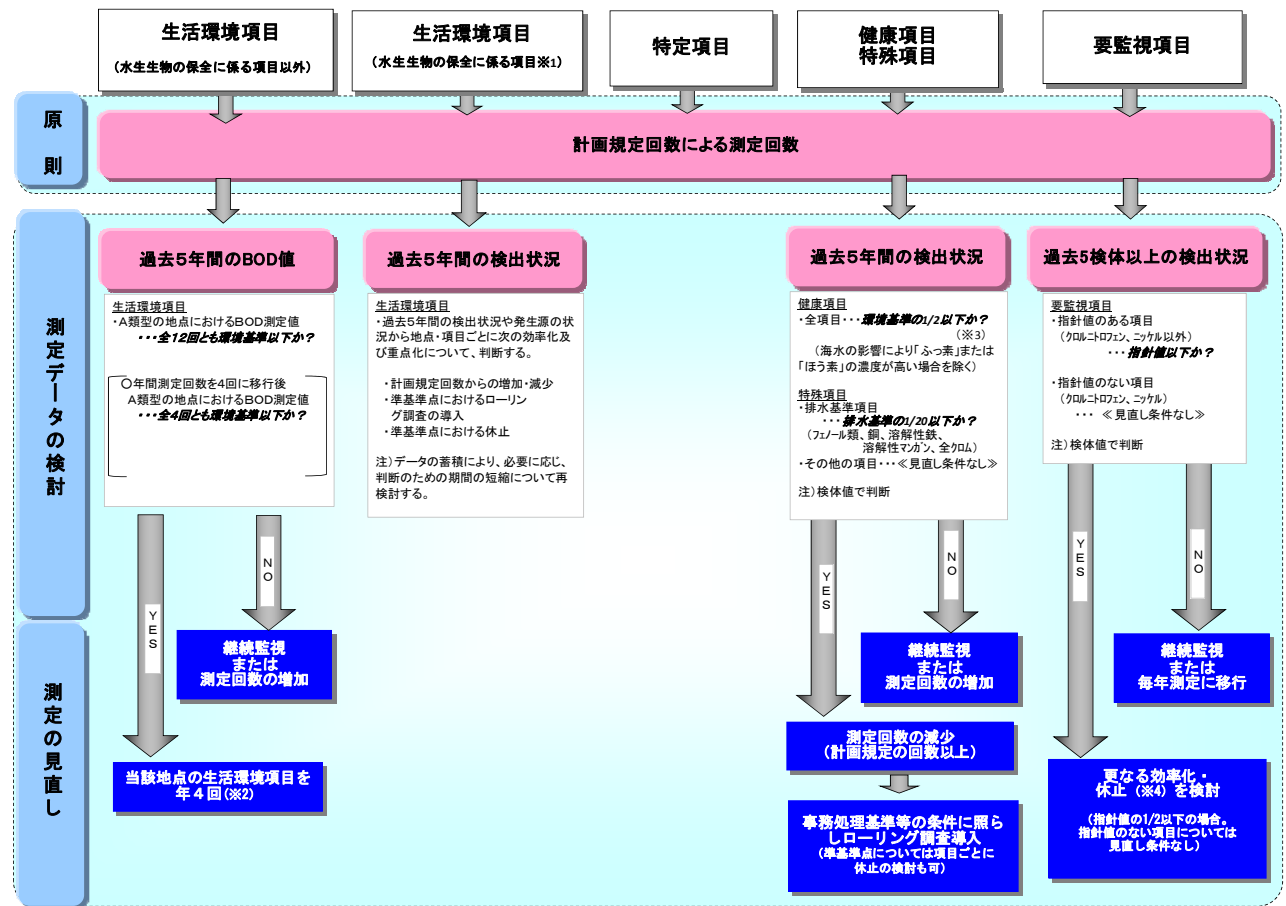 生活環境項目
(水生生物の保全に係る項目以外)
生活環境項目
(水生生物の保全に係る項目※1)
特定項目
健康項目
特殊項目
要監視項目
原
則
計画規定回数による測定回数
測定データの検討
過去５年間のBOD値
生活環境項目
・A類型の地点におけるBOD測定値
・・・全12回とも環境基準以下か？
〇年間測定回数を4回に移行後
A類型の地点におけるBOD測定値
・・・全4回とも環境基準以下か？
過去５年間の検出状況
生活環境項目
・過去５年間の検出状況や発生源の状
況から地点・項目ごとに次の効率化及
び重点化について、判断する。
・計画規定回数からの増加・減少
・準基準点におけるローリン
グ調査の導入
・準基準点における休止
注）データの蓄積により、必要に応じ、
判断のための期間の短縮について再
検討する。
過去５年間の検出状況
健康項目
・全項目・・・環境基準の1/2以下か？
（※3）
（海水の影響により「ふっ素」または
「ほう素」の濃度が高い場合を除く）
特殊項目
・排水基準項目
・・・排水基準の1/20以下か？
（フェノール類、銅、溶解性鉄、
溶解性マンガン、全クロム）
・その他の項目・・・≪見直し条件なし≫
注）検体値で判断
過去5検体以上の検出状況
要監視項目
・指針値のある項目
（クロルニトロフェン、ニッケル以外）
・・・指針値以下か？
・指針値のない項目
（クロルニトロフェン、ニッケル）
・・・ ≪見直し条件なし≫
注）検体値で判断
YES
NO
YES
NO
YES
NO
測定の見直し
継続監視
または
測定回数の増加
当該地点の生活環境項目を
年４回(※2)
継続監視
または
測定回数の増加
測定回数の減少
（計画規定の回数以上）
事務処理基準等の条件に照ら
しローリング調査導入
（準基準点については項目ごとに
休止の検討も可）
継続監視
または
毎年測定に移行
更なる効率化・
休止（※4）を検討
（指針値の1/2以下の場合。
指針値のない項目については
見直し条件なし）